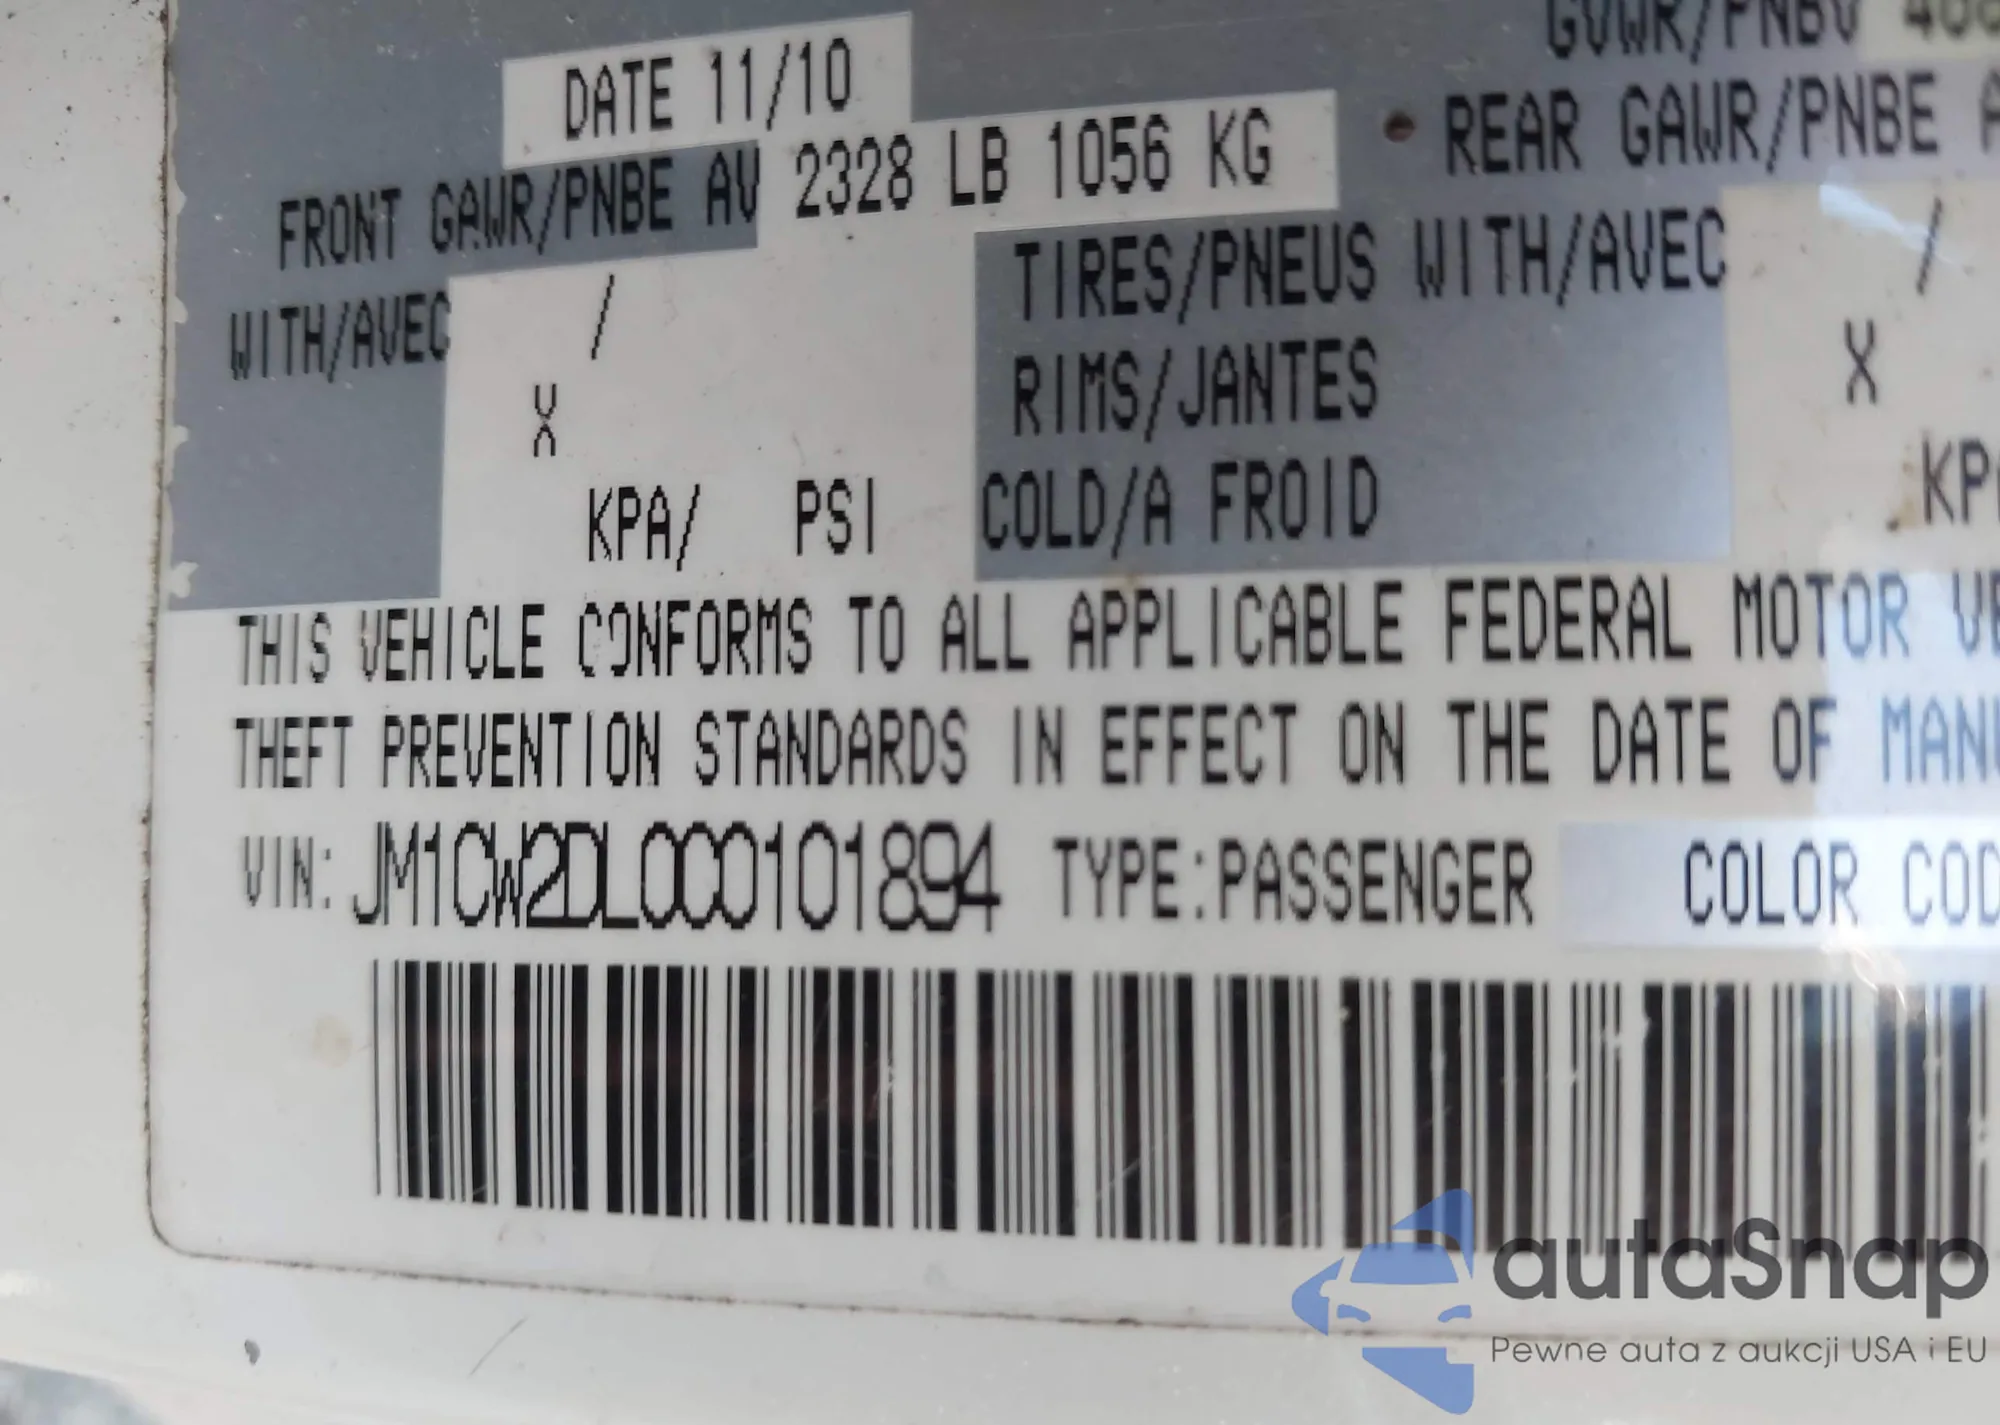 GVWR/PNBV
DATE 11/10
FRONT GAWR/PNBE AV 2328 LB 1056 KG
REAR GAWR/PNBE
WITH/AVEC /
TIRES/PNEUS WITH/AVEC /
X
RIMS/JANTES
X
KPA/ PSI
COLD/A FROID
THIS VEHICLE CONFORMS TO ALL APPLICABLE FEDERAL MOTOR
THEFT PREVENTION STANDARDS IN EFFECT ON THE DATE OF
VIN: JM1CW2DL0C0101894 TYPE:PASSENGER COLOR
autaSnap
Pewne auta z aukcji USA i EU